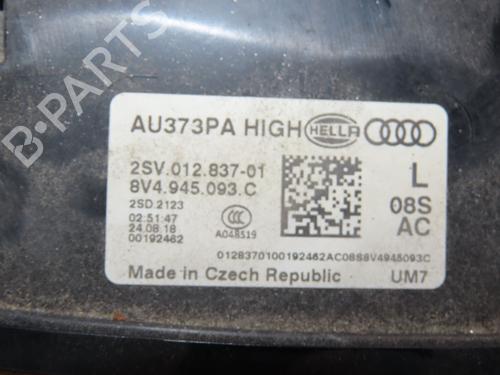 AU373PA HIGH HELLA
2SV.012.837-01
8V4.945.093.C
2SD.2123
02:51:47
24.08.18
00192462
A048519
L
08S
AC
0128370100192462AC08S8V4945093C
Made in Czech Republic UM7
B-PARTS